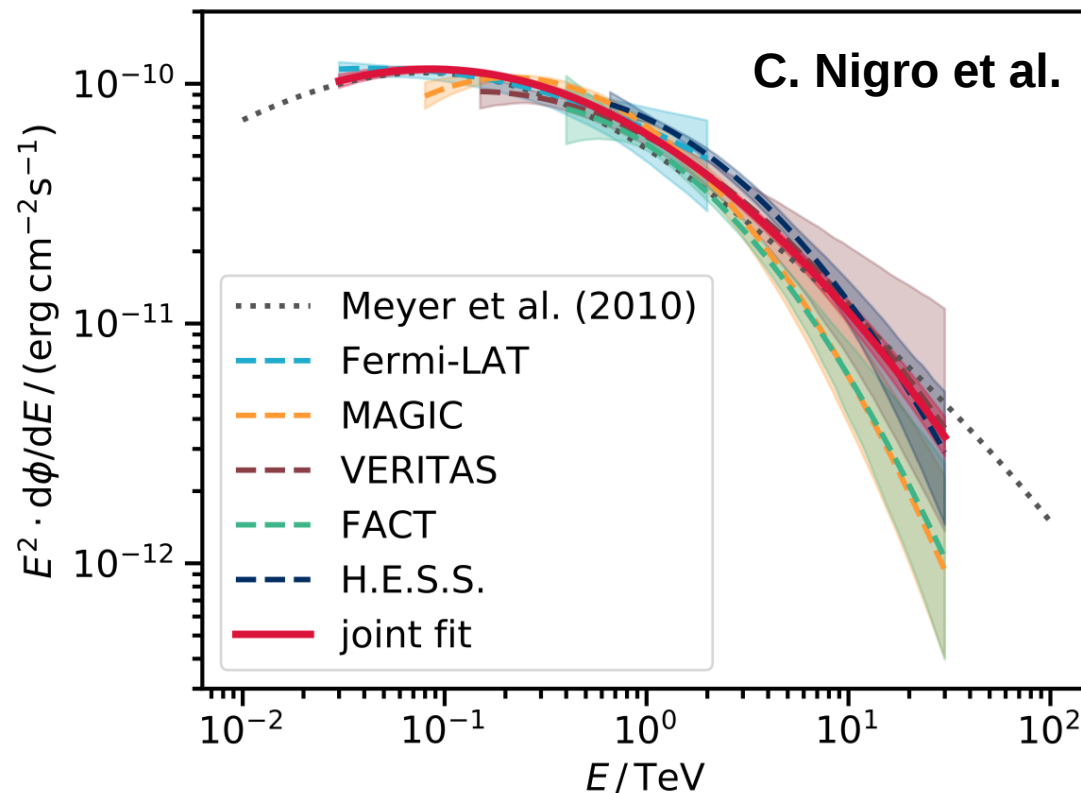 C. Nigro et al.
E² · dϕ/dE / (erg cm⁻²s⁻¹)
10⁻¹⁰
10⁻¹¹
10⁻¹²
Meyer et al. (2010)
Fermi-LAT
MAGIC
VERITAS
FACT
H.E.S.S.
joint fit
10⁻² 10⁻¹ 10⁰ 10¹ 10²
E / TeV